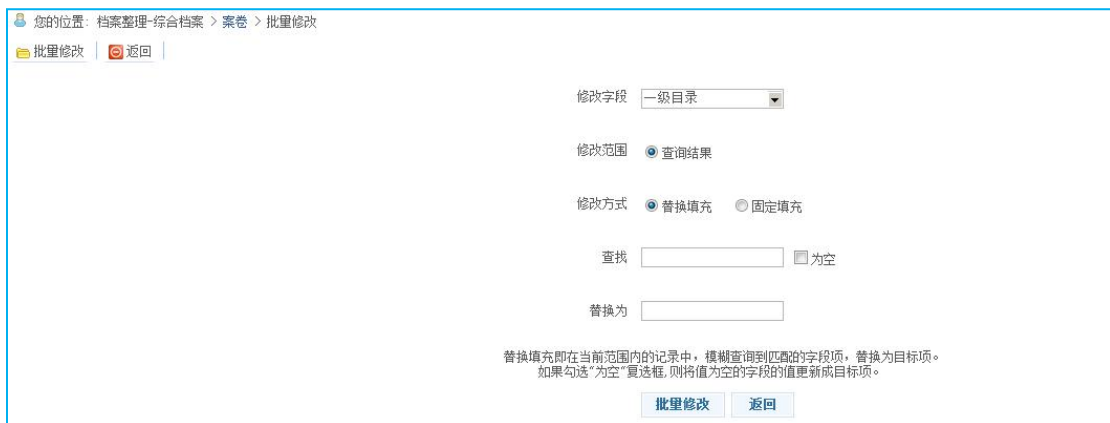 您的位置：档案整理-综合档案 > 案卷 > 批量修改
批量修改 返回
修改字段 一级目录
修改范围 查询结果
修改方式 替换填充 固定填充
查找 为空
替换为
替换填充即在当前范围内的记录中，模糊查询到匹配的字段项，替换为目标项。
如果勾选"为空"复选框,则将值为空的字段的值更新成目标项。
批量修改 返回